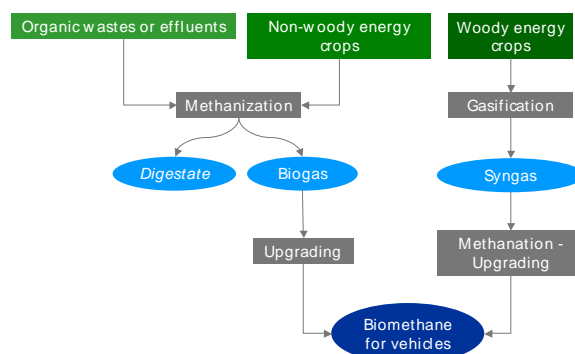 Organic wastes or effluents
Non-woody energy
crops
Woody energy
crops
Methanization
Gasification
Digestate
Biogas
Syngas
Upgrading
Methanation -
Upgrading
Biomethane
for vehicles